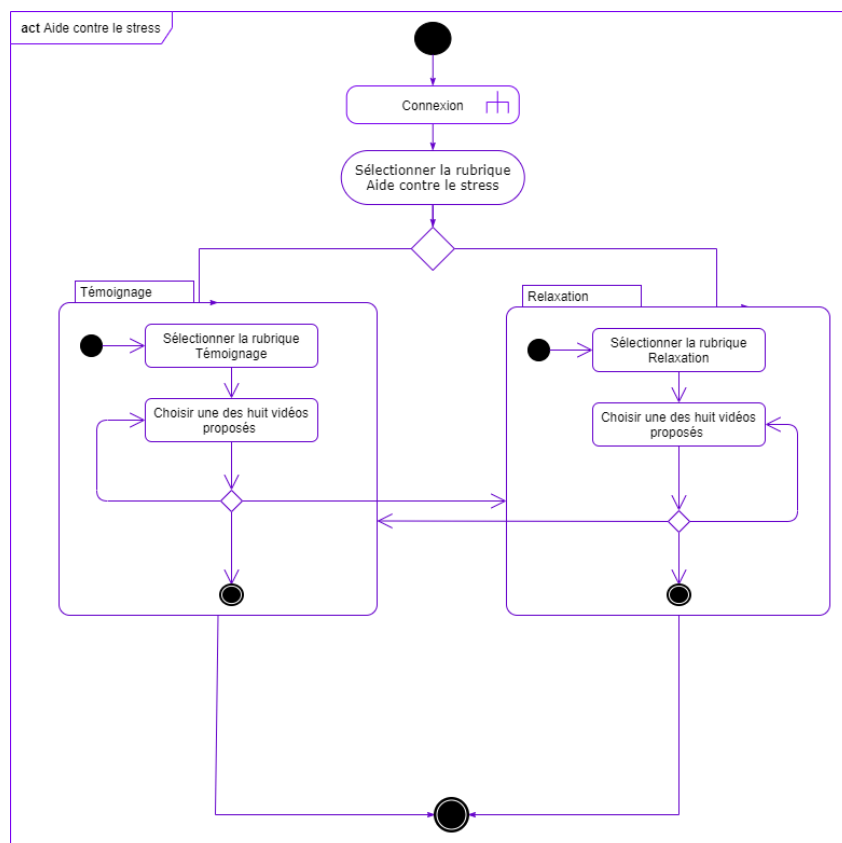 act Aide contre le stress
Connexion
Sélectionner la rubrique
Aide contre le stress
Témoignage
Sélectionner la rubrique
Témoignage
Choisir une des huit vidéos
proposés
Relaxation
Sélectionner la rubrique
Relaxation
Choisir une des huit vidéos
proposés